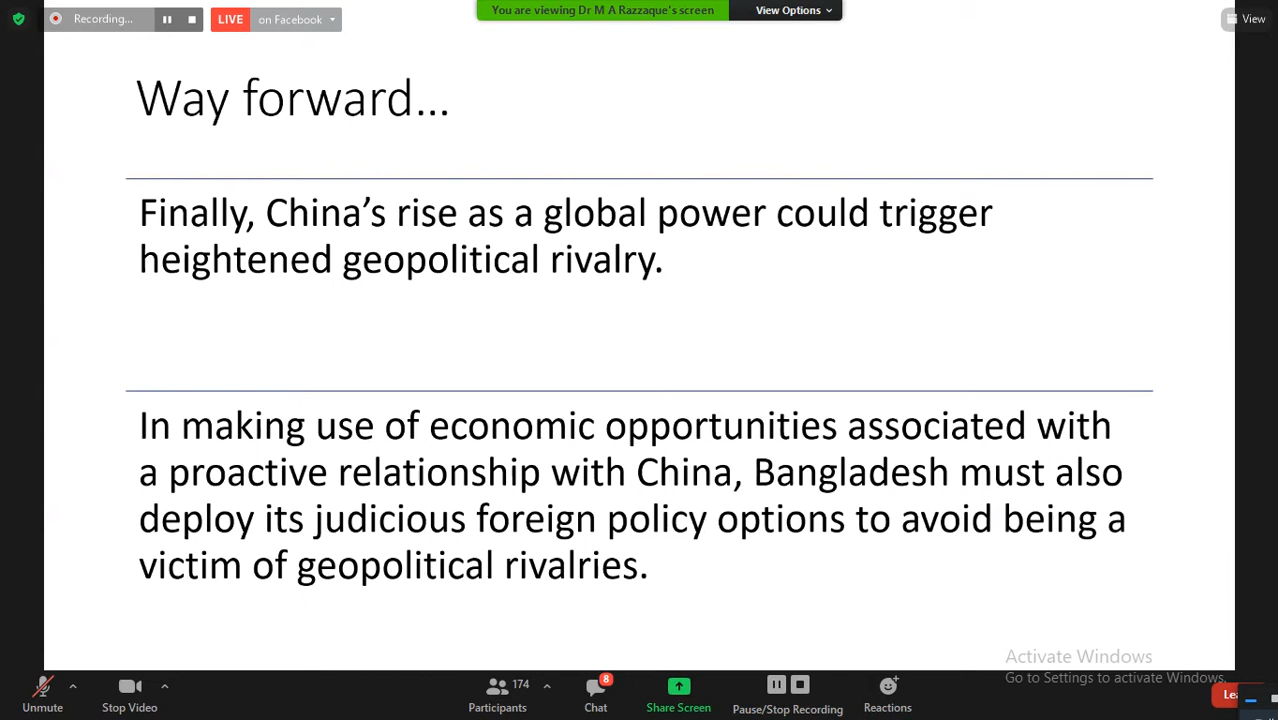 Recording...
LIVE on Facebook
You are viewing Dr M A Razzaque's screen
View Options
View
Way forward...
Finally, China’s rise as a global power could trigger
heightened geopolitical rivalry.
In making use of economic opportunities associated with
a proactive relationship with China, Bangladesh must also
deploy its judicious foreign policy options to avoid being a
victim of geopolitical rivalries.
Activate Windows
Go to Settings to activate Windows.
Unmute
Stop Video
174
Participants
8
Chat
Share Screen
Pause/Stop Recording
Reactions